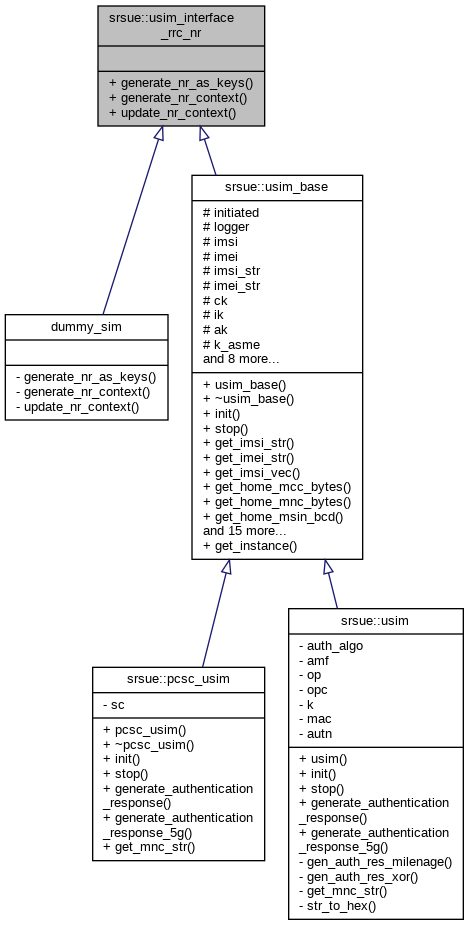 srsue::usim_interface
_rrc_nr
+ generate_nr_as_keys()
+ generate_nr_context()
+ update_nr_context()
srsue::usim_base
# initiated
# logger
# imsi
# imei
# imsi_str
# imei_str
# ck
# ik
# ak
# k_asme
and 8 more...
+ usim_base()
+ ~usim_base()
+ init()
+ stop()
+ get_imsi_str()
+ get_imei_str()
+ get_imsi_vec()
+ get_home_mcc_bytes()
+ get_home_mnc_bytes()
+ get_home_msin_bcd()
and 15 more...
+ get_instance()
dummy_sim
- generate_nr_as_keys()
- generate_nr_context()
- update_nr_context()
srsue::pcsc_usim
- sc
+ pcsc_usim()
+ ~pcsc_usim()
+ init()
+ stop()
+ generate_authentication
_response()
+ generate_authentication
_response_5g()
+ get_mnc_str()
srsue::usim
- auth_algo
- amf
- op
- opc
- k
- mac
- autn
+ usim()
+ init()
+ stop()
+ generate_authentication
_response()
+ generate_authentication
_response_5g()
- gen_auth_res_milenage()
- gen_auth_res_xor()
- get_mnc_str()
- str_to_hex()